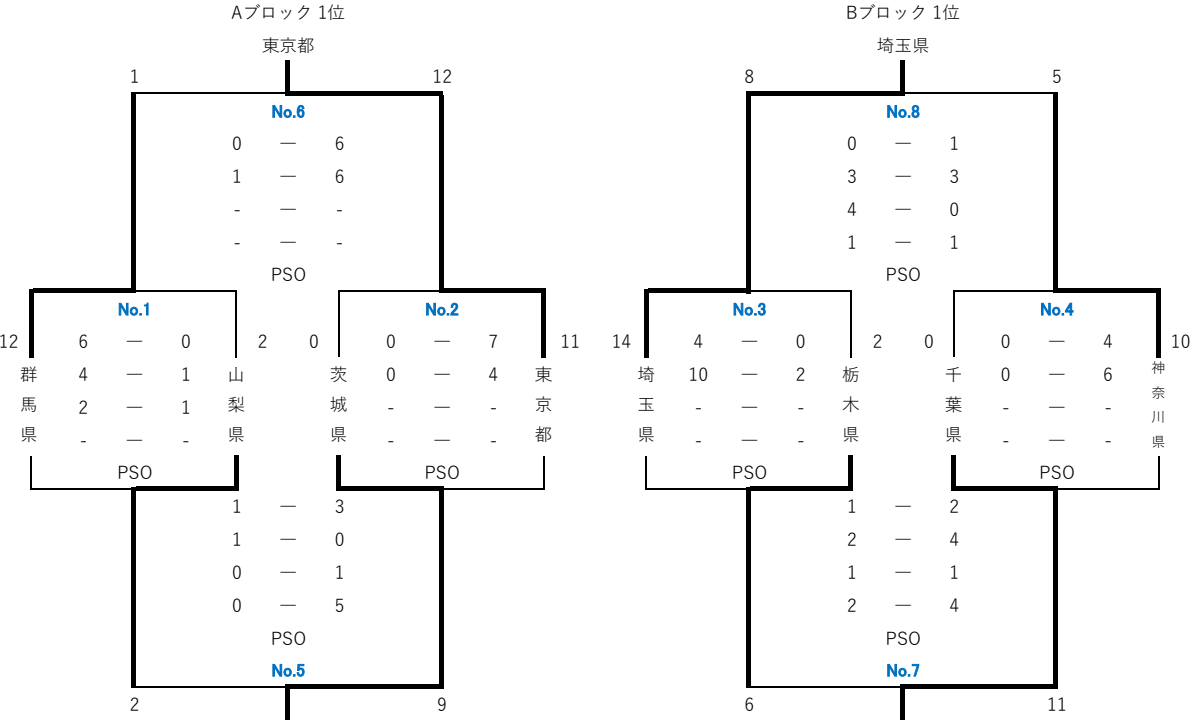 Aブロック 1位 Bブロック 1位
東京都 埼玉県
1 12 8 5
No.6 No.8
0 — 6 0 — 1
1 — 6 3 — 3
- — - 4 — 0
- — - 1 — 1
PSO PSO
No.1 No.2 No.3 No.4
12 6 — 0 2 0 0 — 7 11 14 4 — 0 2 0 0 — 4 10
群馬県 4 — 1 山梨県 茨城県 0 — 4 東京都 埼玉県 10 — 2 栃木県 千葉県 0 — 6 神奈川県
2 — 1 - — - - — - - — -
- — - - — - - — - - — -
PSO PSO PSO PSO
1 — 3 1 — 2
1 — 0 2 — 4
0 — 1 1 — 1
0 — 5 2 — 4
PSO PSO
No.5 No.7
2 9 6 11